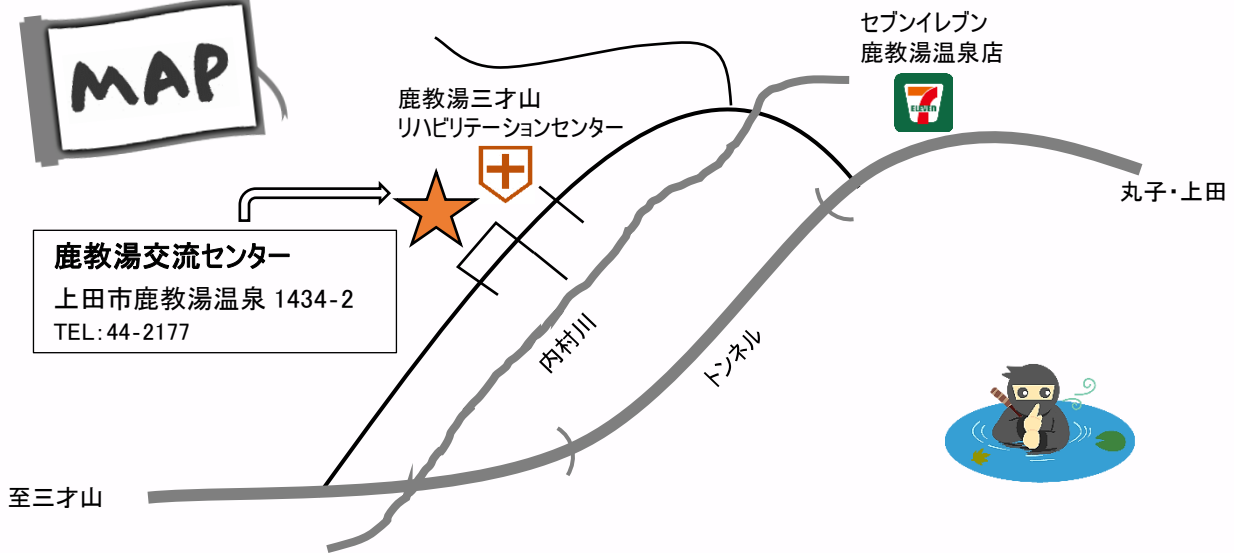 MAP
セブンイレブン
鹿教湯温泉店
ELEVEN
鹿教湯三才山
リハビリテーションセンター
丸子・上田
鹿教湯交流センター
上田市鹿教湯温泉 1434-2
TEL:44-2177
内村川
トンネル
至三才山